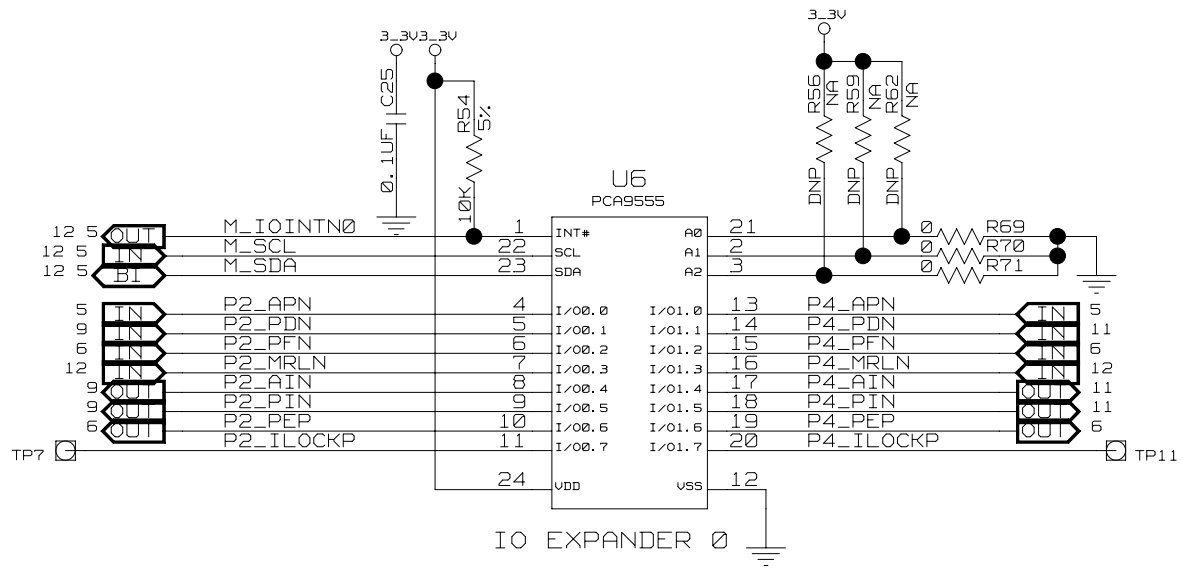 3_3V
3_3V 3_3V
C25
0.1UF
R54
5%
10K
R56
NA
DNP
R59
NA
DNP
R62
NA
DNP
U6
PCA9555
12 5 OUT M_IOINTN0 1 INT# A0 21 0 R69
12 5 IN M_SCL 22 SCL A1 2 0 R70
12 5 BI M_SDA 23 SDA A2 3 0 R71
5 IN P2_APN 4 I/O0.0 I/O1.0 13 P4_APN IN 5
9 IN P2_PDN 5 I/O0.1 I/O1.1 14 P4_PDN IN 11
6 IN P2_PFN 6 I/O0.2 I/O1.2 15 P4_PFN IN 6
12 IN P2_MRLN 7 I/O0.3 I/O1.3 16 P4_MRLN IN 12
9 OUT P2_AIN 8 I/O0.4 I/O1.4 17 P4_AIN OUT 11
9 OUT P2_PIN 9 I/O0.5 I/O1.5 18 P4_PIN OUT 11
6 OUT P2_PEP 10 I/O0.6 I/O1.6 19 P4_PEP OUT 6
TP7 P2_ILOCKP 11 I/O0.7 I/O1.7 20 P4_ILOCKP TP11
24 VDD VSS 12
IO EXPANDER 0